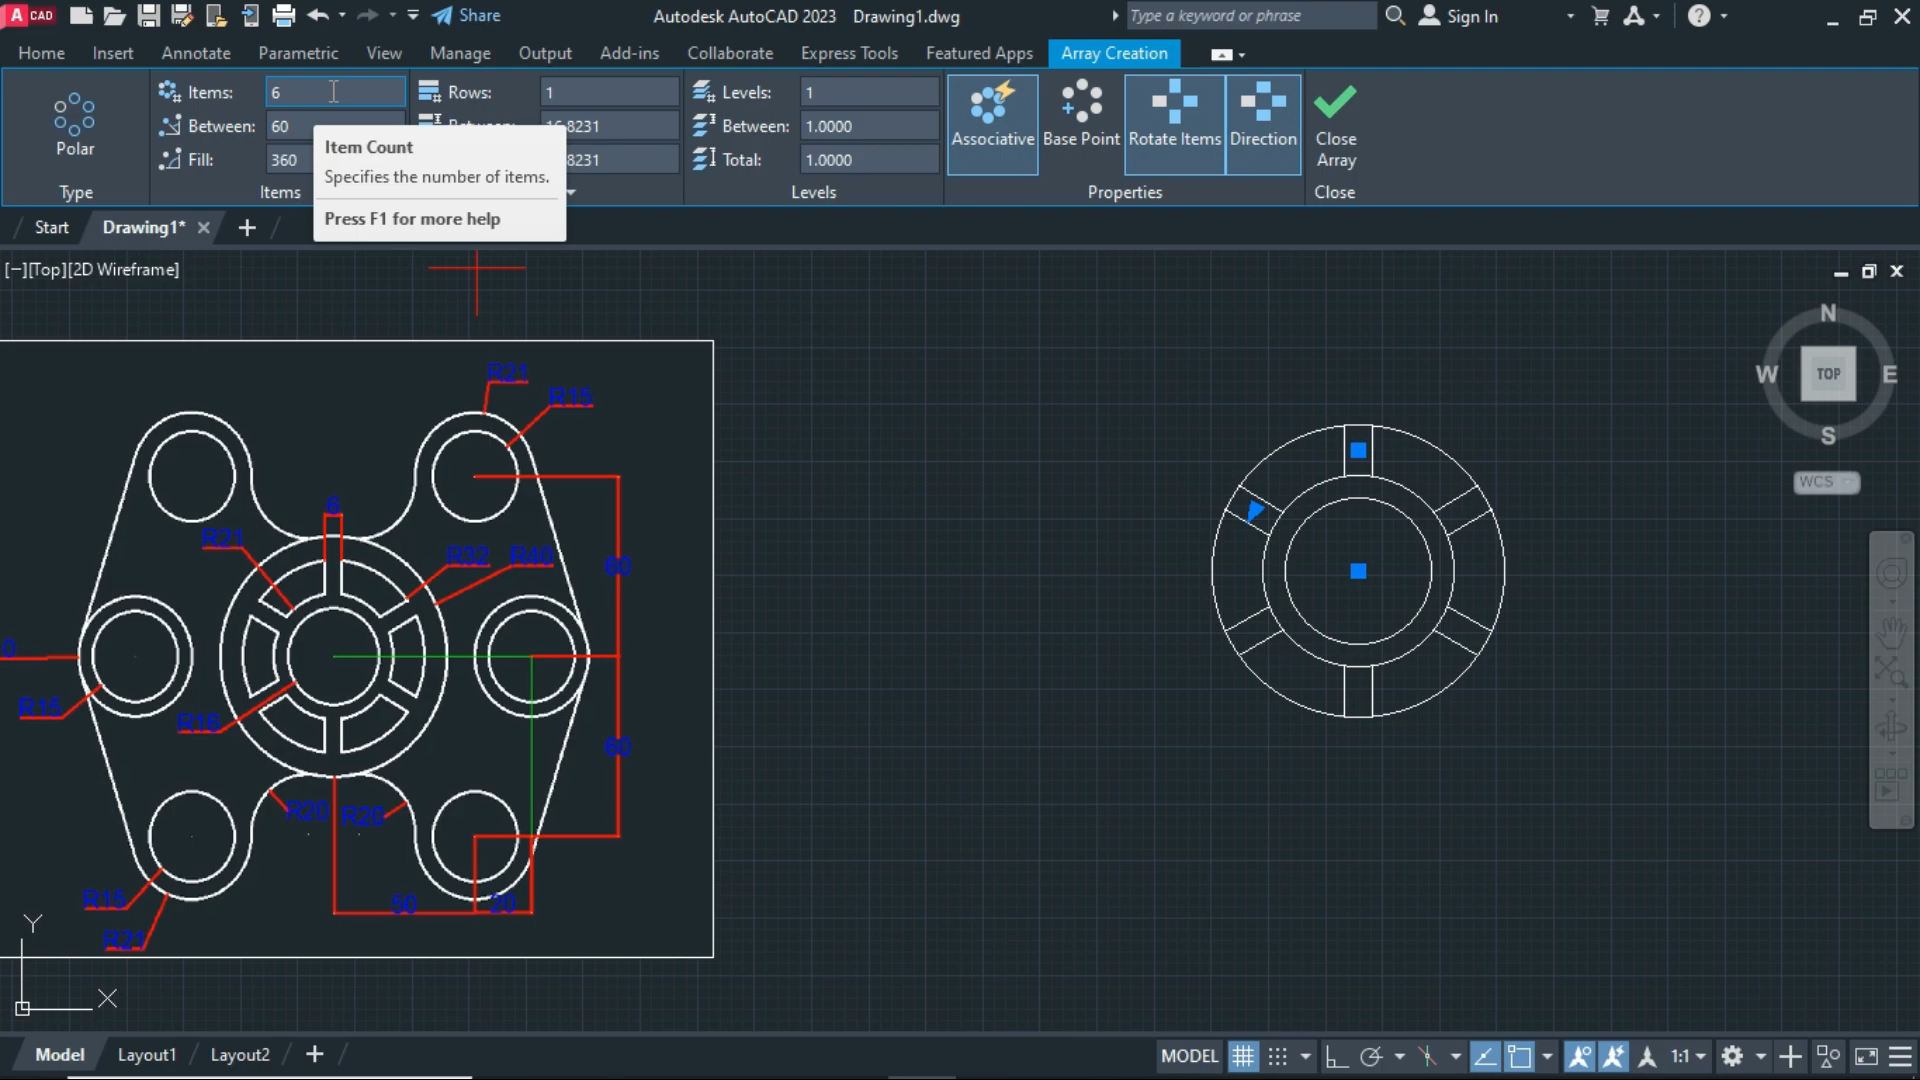 CAD
Share
Autodesk AutoCAD 2023 Drawing1.dwg
Type a keyword or phrase
Sign In
Home Insert Annotate Parametric View Manage Output Add-ins Collaborate Express Tools Featured Apps Array Creation
Polar
Type
Items: 6
Between: 60
Fill: 360
Items
Rows: 1
16.8231
.8231
Levels: 1
Between: 1.0000
Total: 1.0000
Levels
Associative
Base Point
Rotate Items
Direction
Properties
Close
Array
Close
Item Count
Specifies the number of items.
Press F1 for more help
Start Drawing1*
[−][Top][2D Wireframe]
N
W TOP E
S
WCS
R21
R15
6
R21
R32
R40
60
0
R15
R16
60
R20
R20
R15
50
20
R21
Y
X
Model Layout1 Layout2
MODEL
1:1